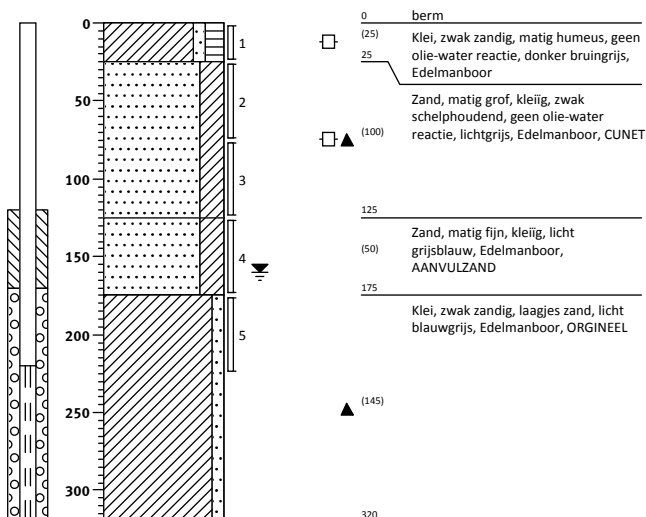 0
50
100
150
200
250
300
1
2
3
4
5
0 berm
(25) Klei, zwak zandig, matig humeus, geen
olie-water reactie, donker bruingrijs,
Edelmanboor
25
Zand, matig grof, kleiïg, zwak
schelphoudend, geen olie-water
(100) reactie, lichtgrijs, Edelmanboor, CUNET
125
Zand, matig fijn, kleiïg, licht
(50) grijsblauw, Edelmanboor,
AANVULZAND
175
Klei, zwak zandig, laagjes zand, licht
blauwgrijs, Edelmanboor, ORGINEEL
(145)
320